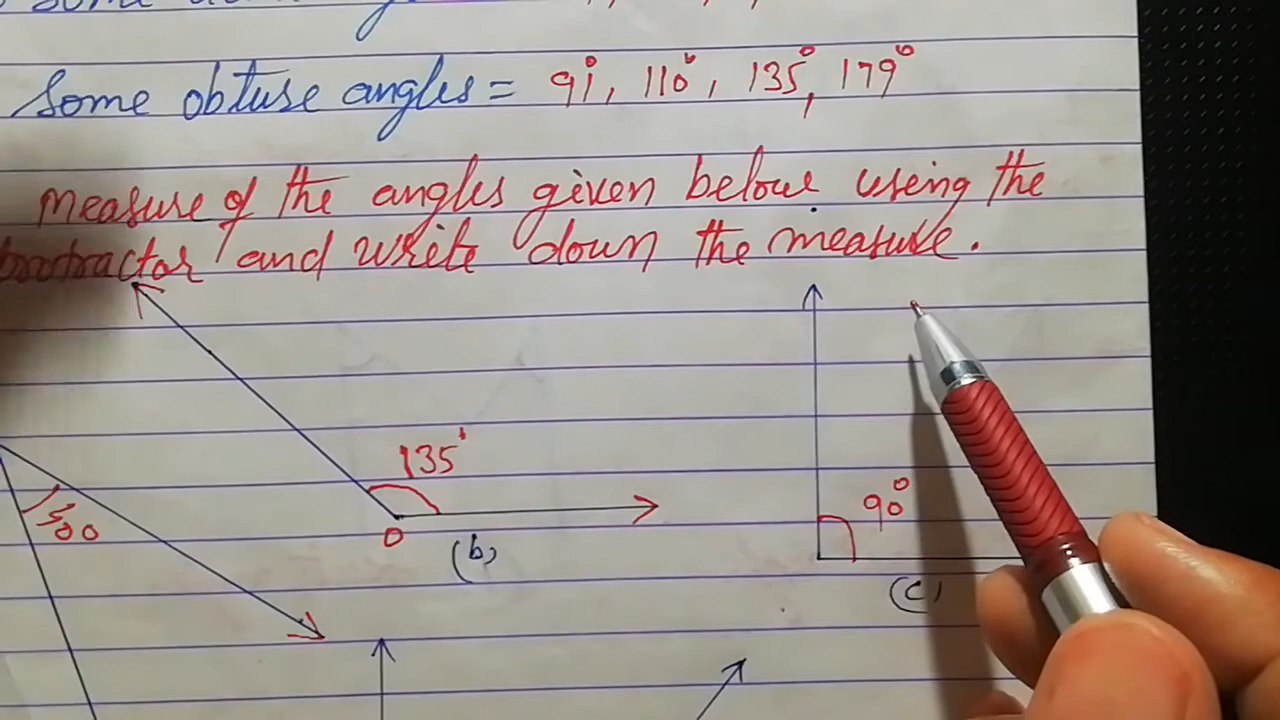 Some obtuse angles = 91°, 110°, 135°, 179°
Measure of the angles given below using the
protractor and write down the measure.
135°
90°
O
(b)
(c)